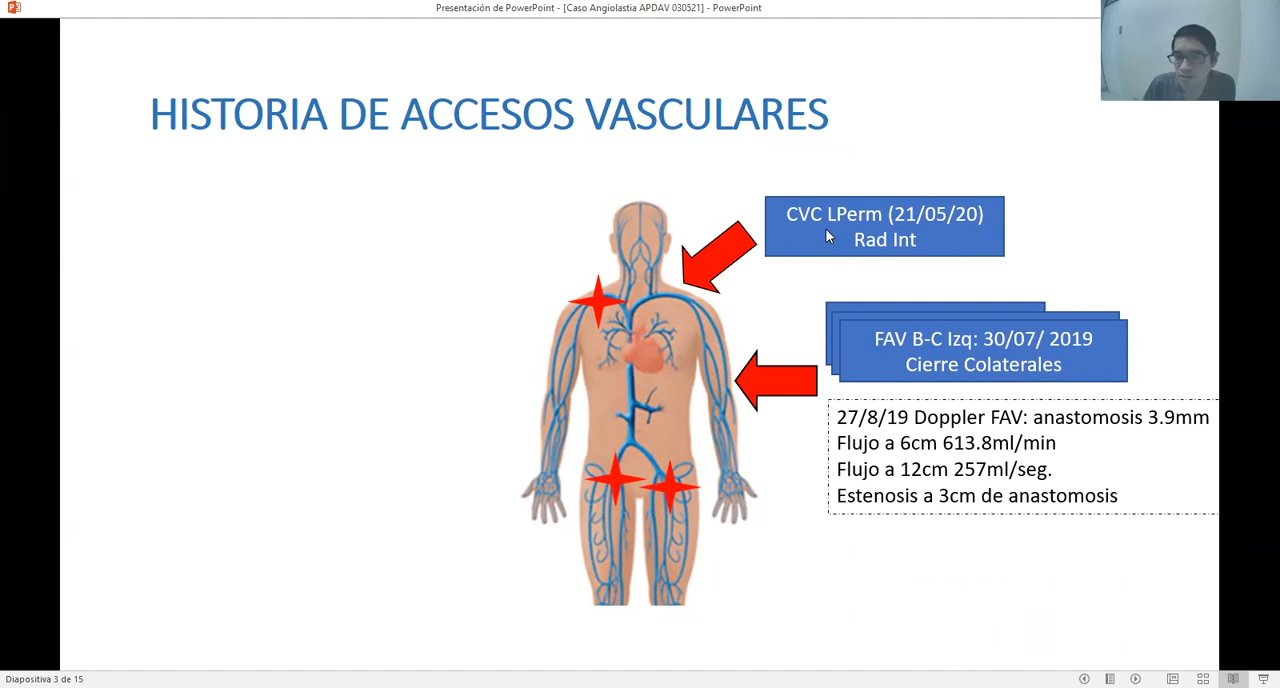 Presentación de PowerPoint - [Caso Angiolastia APDAV 030521] - PowerPoint
HISTORIA DE ACCESOS VASCULARES
CVC LPerm (21/05/20)
Rad Int
FAV B-C Izq: 30/07/ 2019
Cierre Colaterales
27/8/19 Doppler FAV: anastomosis 3.9mm
Flujo a 6cm 613.8ml/min
Flujo a 12cm 257ml/seg.
Estenosis a 3cm de anastomosis
Diapositiva 3 de 15